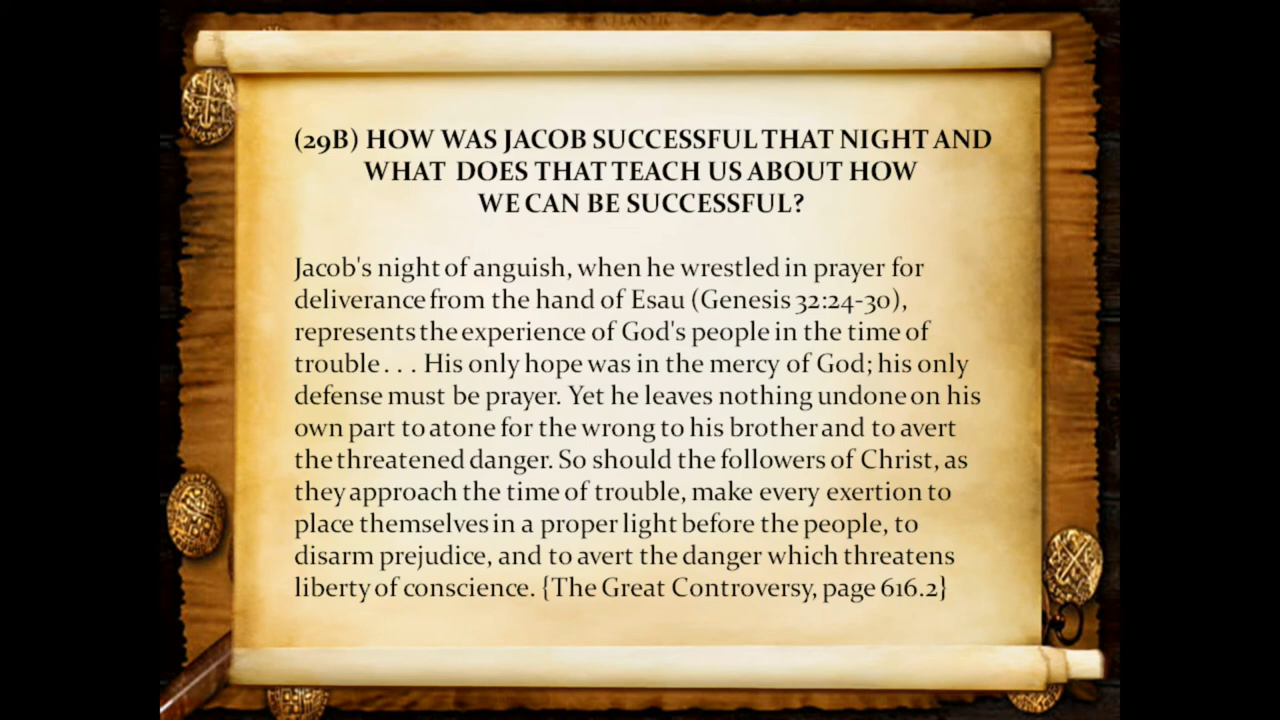 ATLANTIC
(29B) HOW WAS JACOB SUCCESSFUL THAT NIGHT AND
WHAT DOES THAT TEACH US ABOUT HOW
WE CAN BE SUCCESSFUL?
Jacob's night of anguish, when he wrestled in prayer for
deliverance from the hand of Esau (Genesis 32:24-30),
represents the experience of God's people in the time of
trouble . . . His only hope was in the mercy of God; his only
defense must be prayer. Yet he leaves nothing undone on his
own part to atone for the wrong to his brother and to avert
the threatened danger. So should the followers of Christ, as
they approach the time of trouble, make every exertion to
place themselves in a proper light before the people, to
disarm prejudice, and to avert the danger which threatens
liberty of conscience. {The Great Controversy, page 616.2}